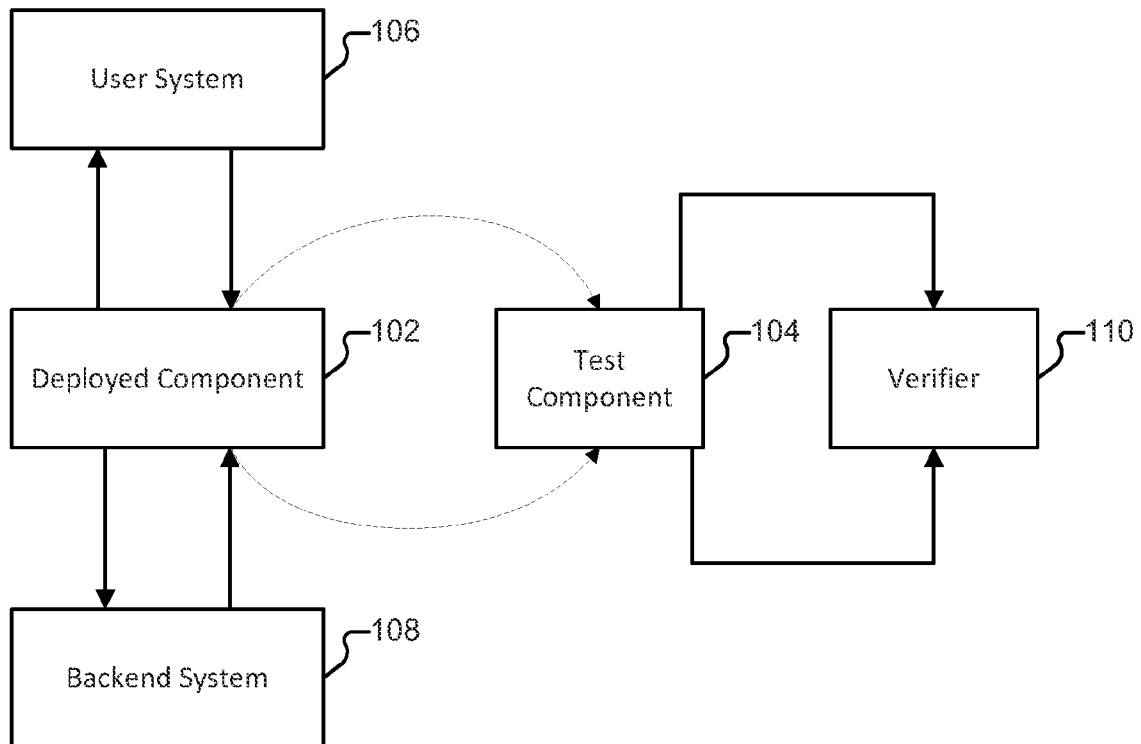 106
User System
102
Deployed Component
104
Test
Component
110
Verifier
108
Backend System